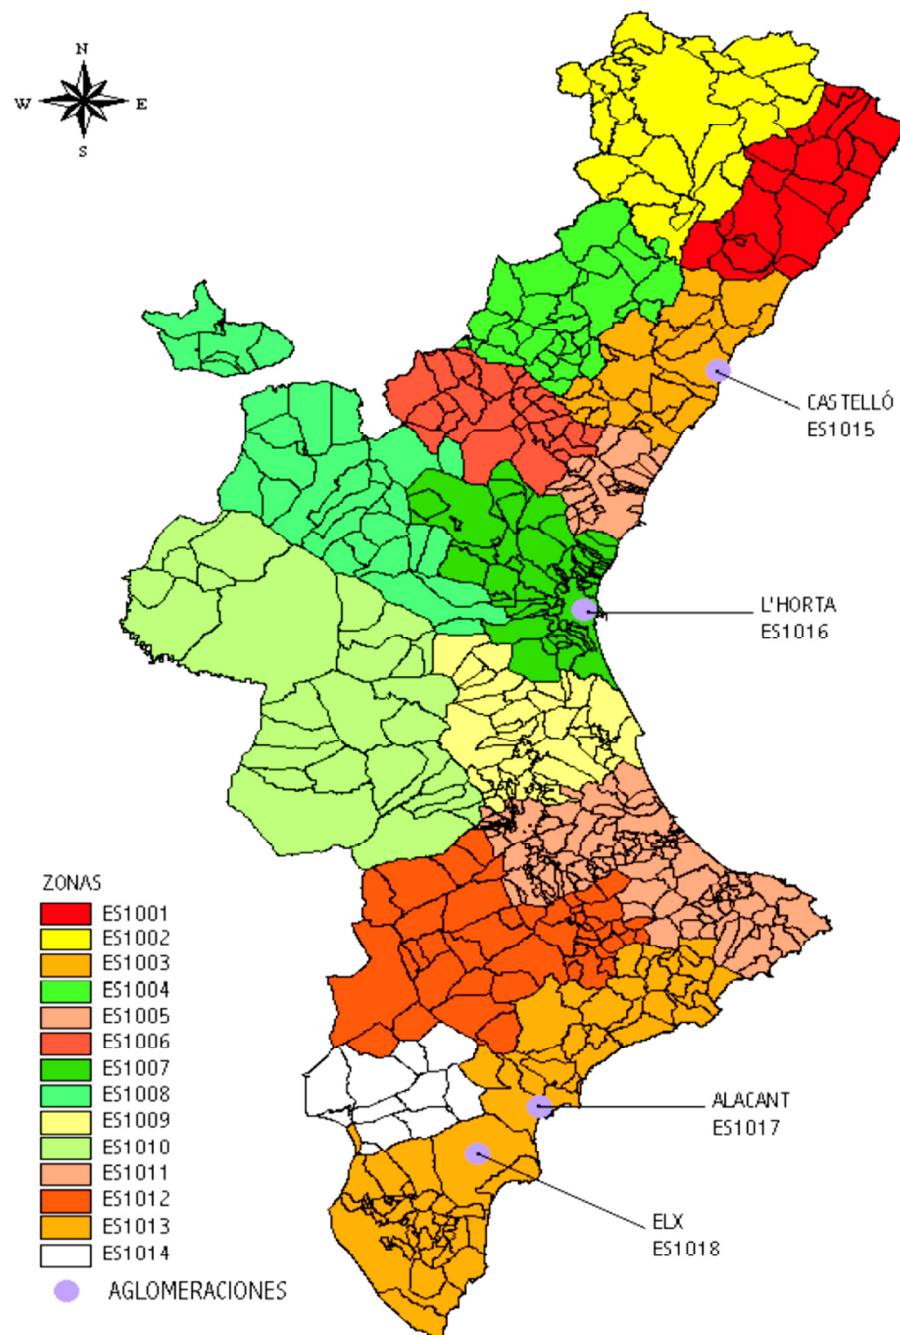 N
W E
S
CASTELLÓ
ES1015
L'HORTA
ES1016
ZONAS
ES1001
ES1002
ES1003
ES1004
ES1005
ES1006
ES1007
ES1008
ES1009
ES1010
ES1011
ES1012
ES1013
ES1014
AGLOMERACIONES
ALACANT
ES1017
ELX
ES1018